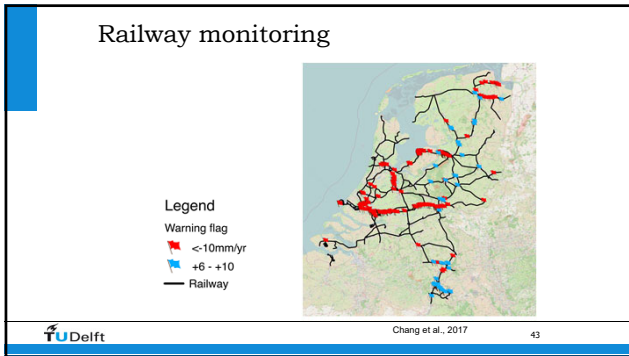 Railway monitoring
Legend
Warning flag
<-10mm/yr
+6 - +10
Railway
TUDelft
Chang et al., 2017
43